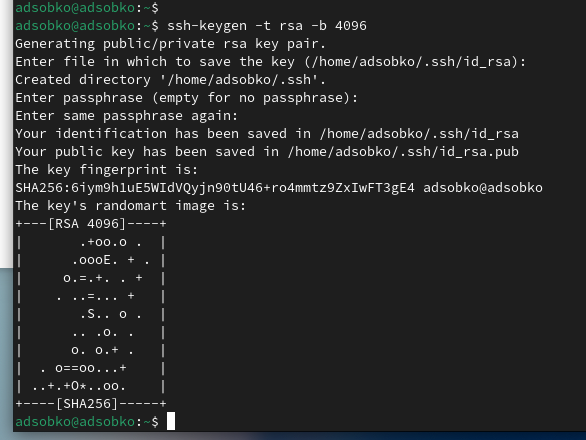 adsobko@adsobko:~$
adsobko@adsobko:~$ ssh-keygen -t rsa -b 4096
Generating public/private rsa key pair.
Enter file in which to save the key (/home/adsobko/.ssh/id_rsa):
Created directory '/home/adsobko/.ssh'.
Enter passphrase (empty for no passphrase):
Enter same passphrase again:
Your identification has been saved in /home/adsobko/.ssh/id_rsa
Your public key has been saved in /home/adsobko/.ssh/id_rsa.pub
The key fingerprint is:
SHA256:6iym9h1uE5WIdVQyjn90tU46+ro4mmtz9ZxIwFT3gE4 adsobko@adsobko
The key's randomart image is:
+---[RSA 4096]----+
|       .+oo.o .  |
|      .oooE. + . |
|     o.=.+. . +  |
|    . ..=... +   |
|       .S.. o .  |
|      .. .o. .   |
|      o. o.+ .   |
|  . o==oo...+    |
| ..+.+O*..oo.    |
+----[SHA256]-----+
adsobko@adsobko:~$